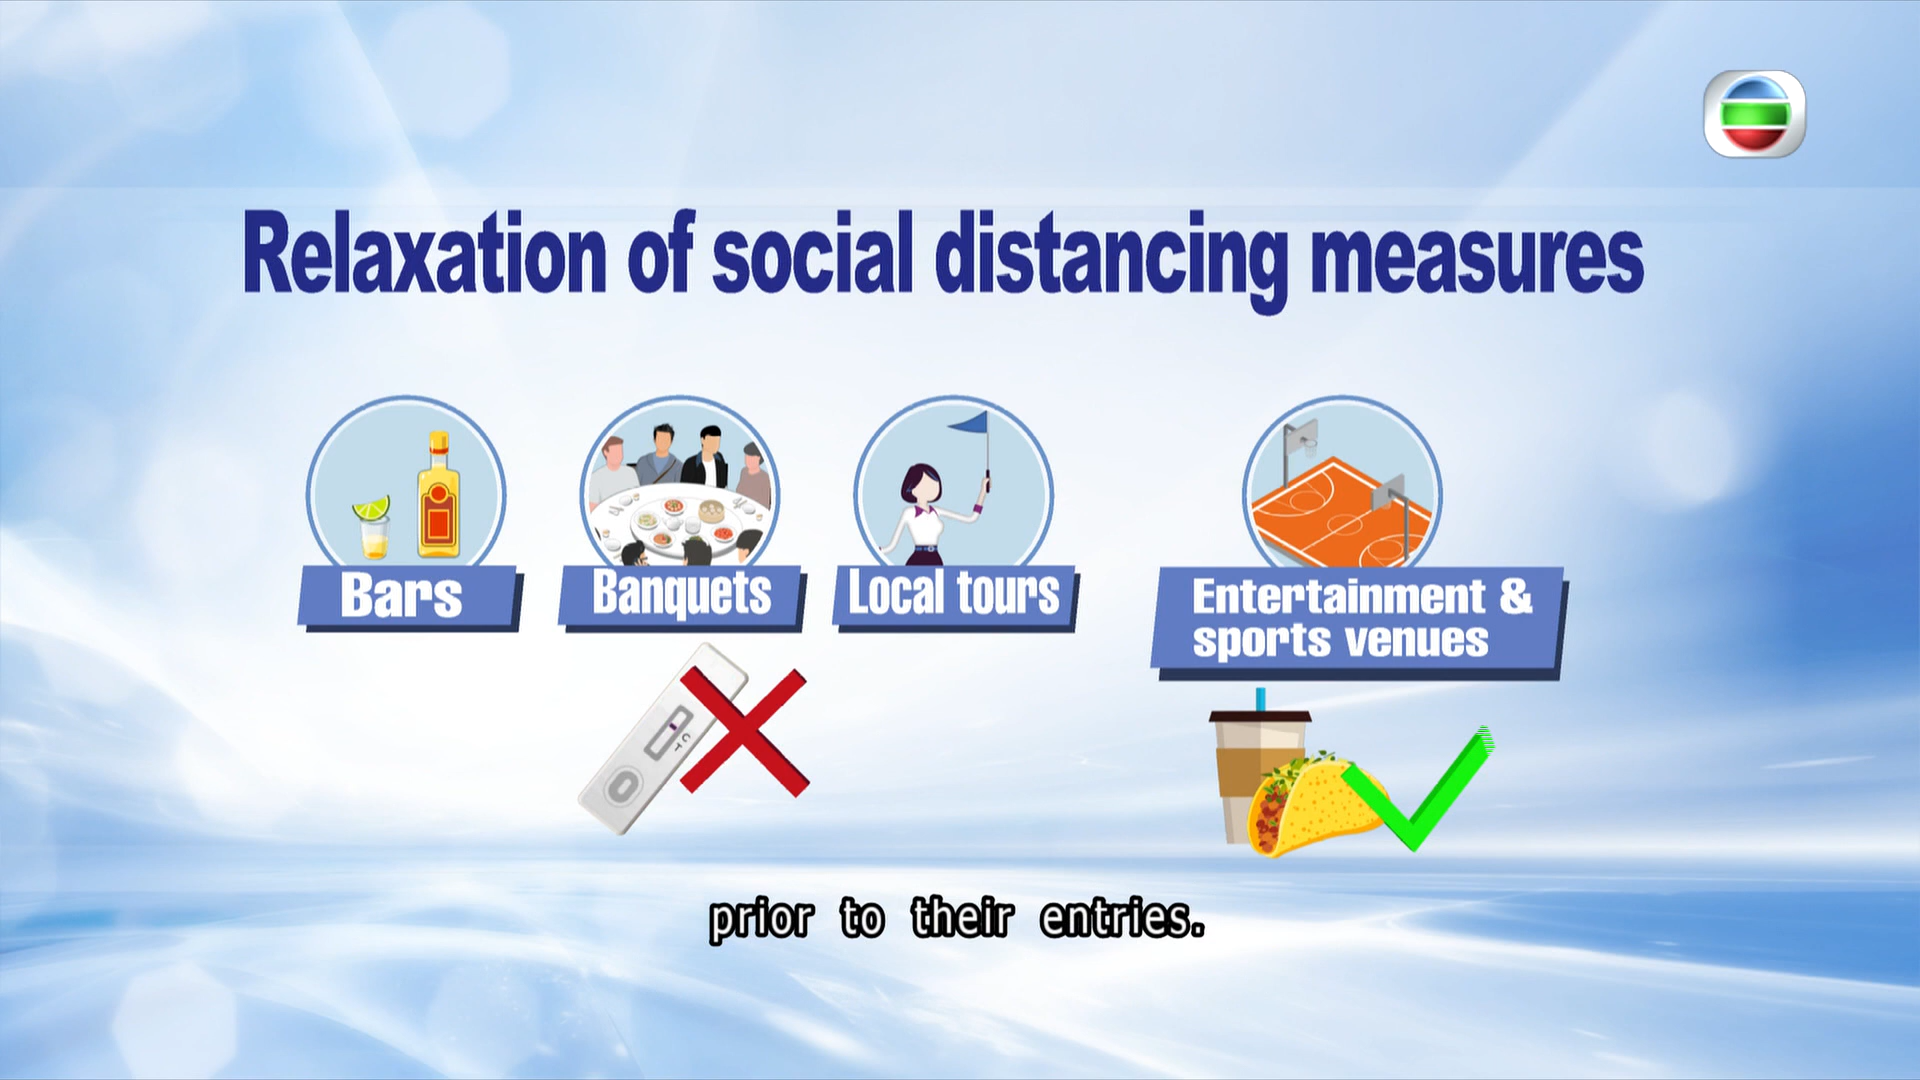 Relaxation of social distancing measures
Bars
Banquets
Local tours
Entertainment &
sports venues
C
T
prior to their entries.